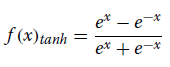 f(x)tanh = (e^x − e^−x) / (e^x + e^−x)